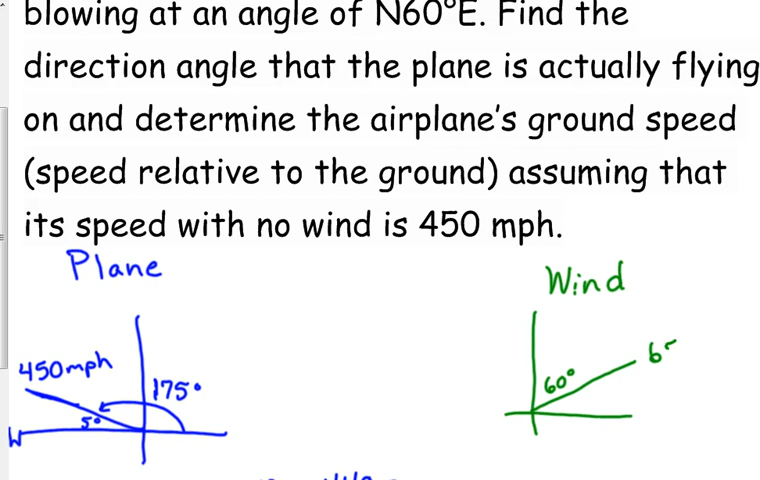 blowing at an angle of N60°E. Find the
direction angle that the plane is actually flying
on and determine the airplane's ground speed
(speed relative to the ground) assuming that
its speed with no wind is 450 mph.
Plane
Wind
450mph
175°
5°
W
60°